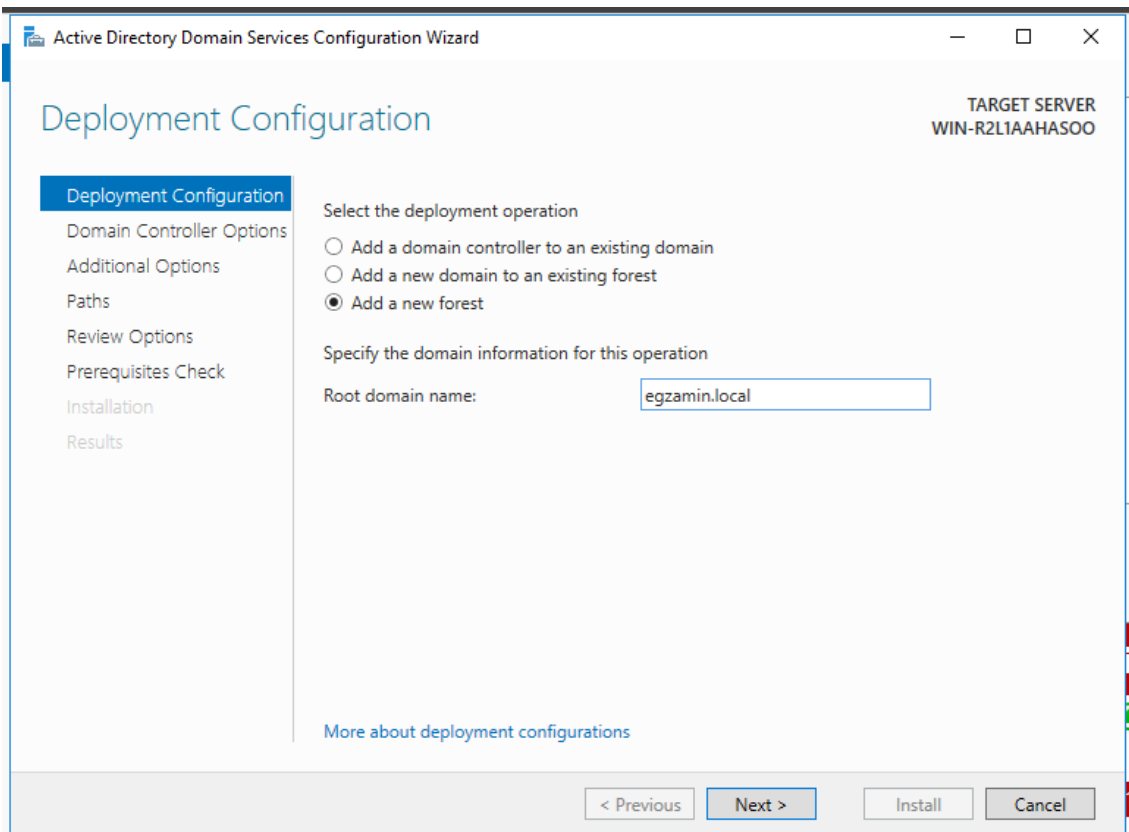 Active Directory Domain Services Configuration Wizard
Deployment Configuration
TARGET SERVER
WIN-R2L1AAHASOO
Deployment Configuration
Domain Controller Options
Additional Options
Paths
Review Options
Prerequisites Check
Installation
Results
Select the deployment operation
Add a domain controller to an existing domain
Add a new domain to an existing forest
Add a new forest
Specify the domain information for this operation
Root domain name: egzamin.local
More about deployment configurations
< Previous Next > Install Cancel